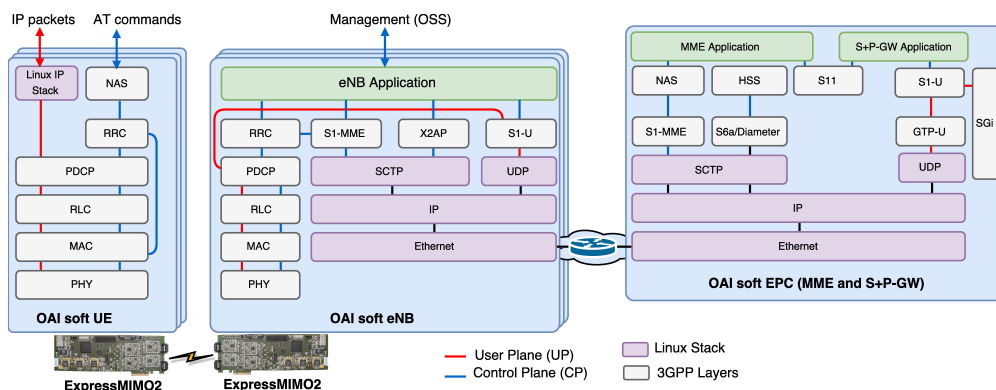 IP packets
AT commands
Management (OSS)
Linux IP
Stack
NAS
RRC
PDCP
RLC
MAC
PHY
OAI soft UE
eNB Application
RRC
S1-MME
X2AP
S1-U
PDCP
SCTP
UDP
RLC
IP
MAC
Ethernet
PHY
OAI soft eNB
MME Application
S+P-GW Application
NAS
HSS
S11
S1-U
SGi
S1-MME
S6a/Diameter
GTP-U
SCTP
UDP
IP
Ethernet
OAI soft EPC (MME and S+P-GW)
ExpressMIMO2
ExpressMIMO2
User Plane (UP)
Control Plane (CP)
Linux Stack
3GPP Layers